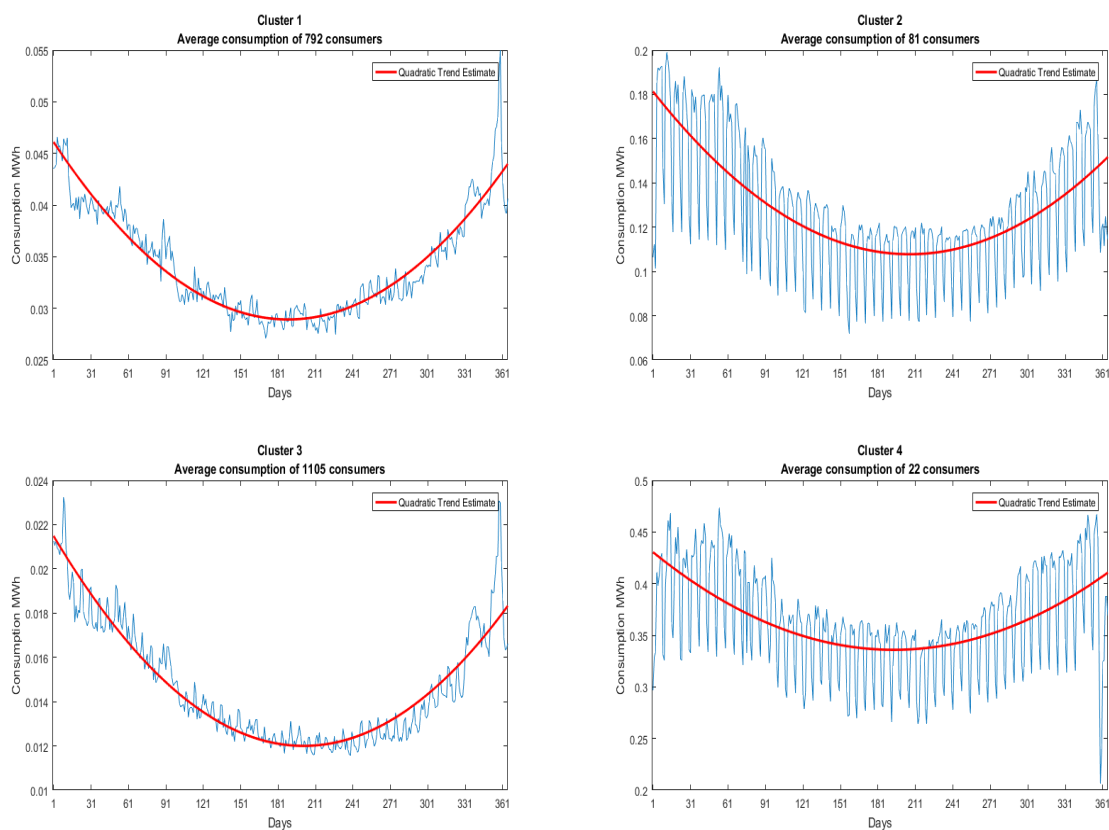 Cluster 1
Average consumption of 792 consumers
Quadratic Trend Estimate
Consumption MWh
0.055
0.05
0.045
0.04
0.035
0.03
0.025
1 31 61 91 121 151 181 211 241 271 301 331 361
Days
Cluster 2
Average consumption of 81 consumers
Quadratic Trend Estimate
Consumption MWh
0.2
0.18
0.16
0.14
0.12
0.1
0.08
0.06
1 31 61 91 121 151 181 211 241 271 301 331 361
Days
Cluster 3
Average consumption of 1105 consumers
Quadratic Trend Estimate
Consumption MWh
0.024
0.022
0.02
0.018
0.016
0.014
0.012
0.01
1 31 61 91 121 151 181 211 241 271 301 331 361
Days
Cluster 4
Average consumption of 22 consumers
Quadratic Trend Estimate
Consumption MWh
0.5
0.45
0.4
0.35
0.3
0.25
0.2
1 31 61 91 121 151 181 211 241 271 301 331 361
Days